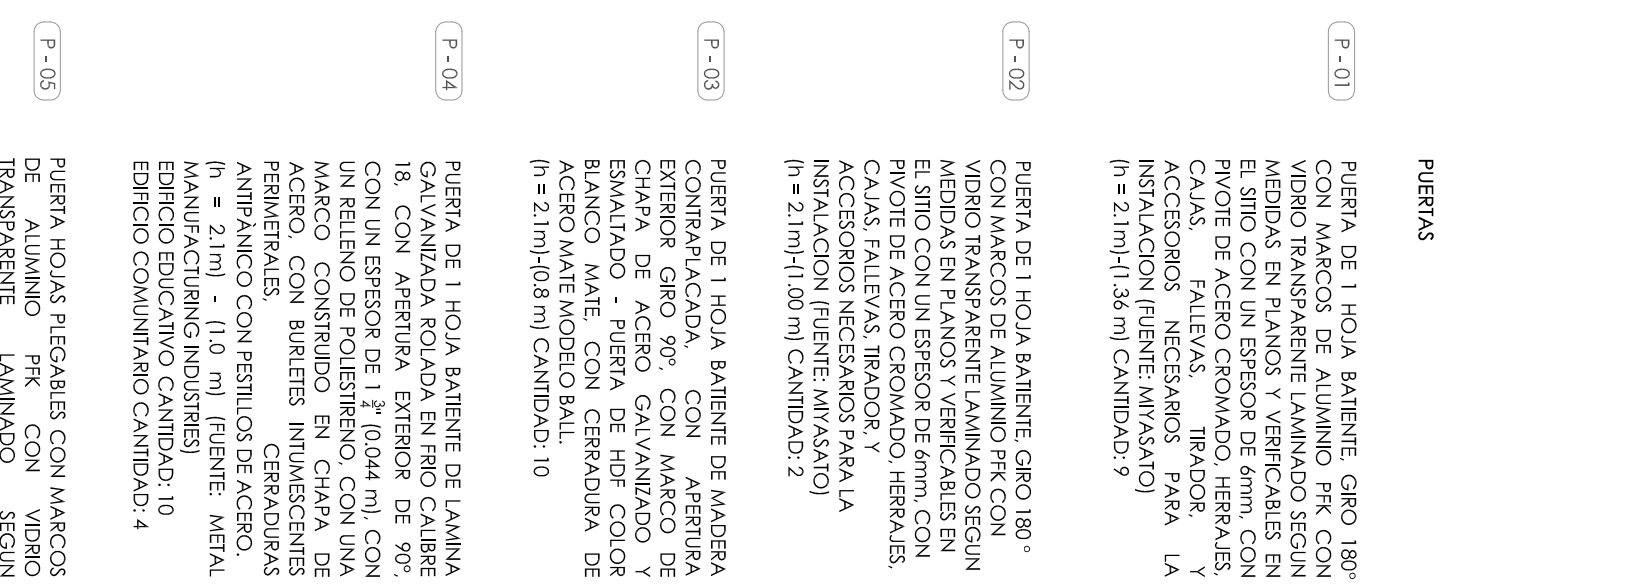 PUERTAS
P - 01
PUERTA DE 1 HOJA BATIENTE, GIRO 180°
CON MARCOS DE ALUMINIO PFK CON
VIDRIO TRANSPARENTE LAMINADO SEGUN
MEDIDAS EN PLANOS Y VERIFICABLES EN
EL SITIO CON UN ESPESOR DE 6mm, CON
PIVOTE DE ACERO CROMADO, HERRAJES,
CAJAS, FALLEVAS, TIRADOR, Y
ACCESORIOS NECESARIOS PARA LA
INSTALACION (FUENTE: MIYASATO)
(h = 2.1m)-(1.36 m) CANTIDAD: 9
P - 02
PUERTA DE 1 HOJA BATIENTE, GIRO 180 °
CON MARCOS DE ALUMINIO PFK CON
VIDRIO TRANSPARENTE LAMINADO SEGUN
MEDIDAS EN PLANOS Y VERIFICABLES EN
EL SITIO CON UN ESPESOR DE 6mm, CON
PIVOTE DE ACERO CROMADO, HERRAJES,
CAJAS, FALLEVAS, TIRADOR, Y
ACCESORIOS NECESARIOS PARA LA
INSTALACION (FUENTE: MIYASATO)
(h = 2.1m)-(1.00 m) CANTIDAD: 2
P - 03
PUERTA DE 1 HOJA BATIENTE DE MADERA
CONTRAPLACADA, CON APERTURA
EXTERIOR GIRO 90°, CON MARCO DE
CHAPA DE ACERO GALVANIZADO Y
ESMALTADO - PUERTA DE HDF COLOR
BLANCO MATE, CON CERRADURA DE
ACERO MATE MODELO BALL.
(h = 2.1m)-(0.8 m) CANTIDAD: 10
P - 04
PUERTA DE 1 HOJA BATIENTE DE LAMINA
GALVANIZADA ROLADA EN FRIO CALIBRE
18, CON APERTURA EXTERIOR DE 90°,
CON UN ESPESOR DE 1 3/4" (0.044 m), CON
UN RELLENO DE POLIESTIRENO, CON UNA
MARCO CONSTRUIDO EN CHAPA DE
ACERO, CON BURLETES INTUMESCENTES
PERIMETRALES, CERRADURAS
ANTIPÀNICO CON PESTILLOS DE ACERO.
(h = 2.1m) - (1.0 m) (FUENTE: METAL
MANUFACTURING INDUSTRIES)
EDIFICIO EDUCATIVO CANTIDAD: 10
EDIFICIO COMUNITARIO CANTIDAD: 4
P - 05
PUERTA HOJAS PLEGABLES CON MARCOS
DE ALUMINIO PFK CON VIDRIO
TRANSPARENTE LAMINADO SEGUN